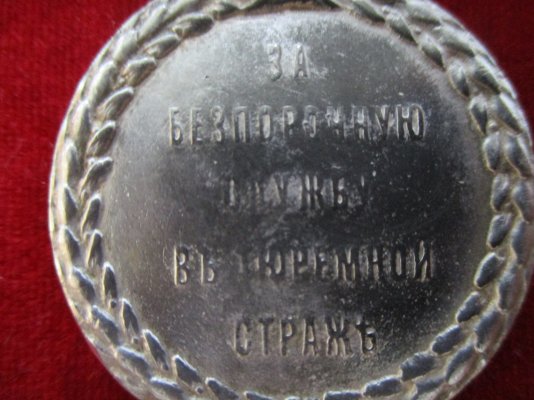 ЗА
БЕЗПОРОЧНУЮ
СЛУЖБУ
ВЪ ТЮРЕМНОЙ
СТРАЖѢ